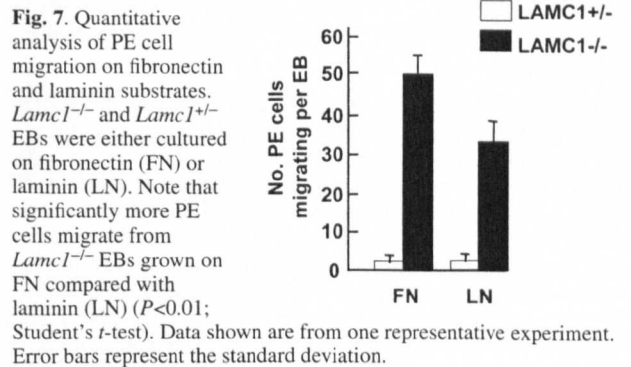 Fig. 7. Quantitative
analysis of PE cell
migration on fibronectin
and laminin substrates.
Lamc1–/– and Lamc1+/–
EBs were either cultured
on fibronectin (FN) or
laminin (LN). Note that
significantly more PE
cells migrate from
Lamc1–/– EBs grown on
FN compared with
laminin (LN) (P<0.01;
Student's t-test). Data shown are from one representative experiment.
Error bars represent the standard deviation.
LAMC1+/-
LAMC1-/-
No. PE cells
migrating per EB
60
50
40
30
20
10
0
FN LN